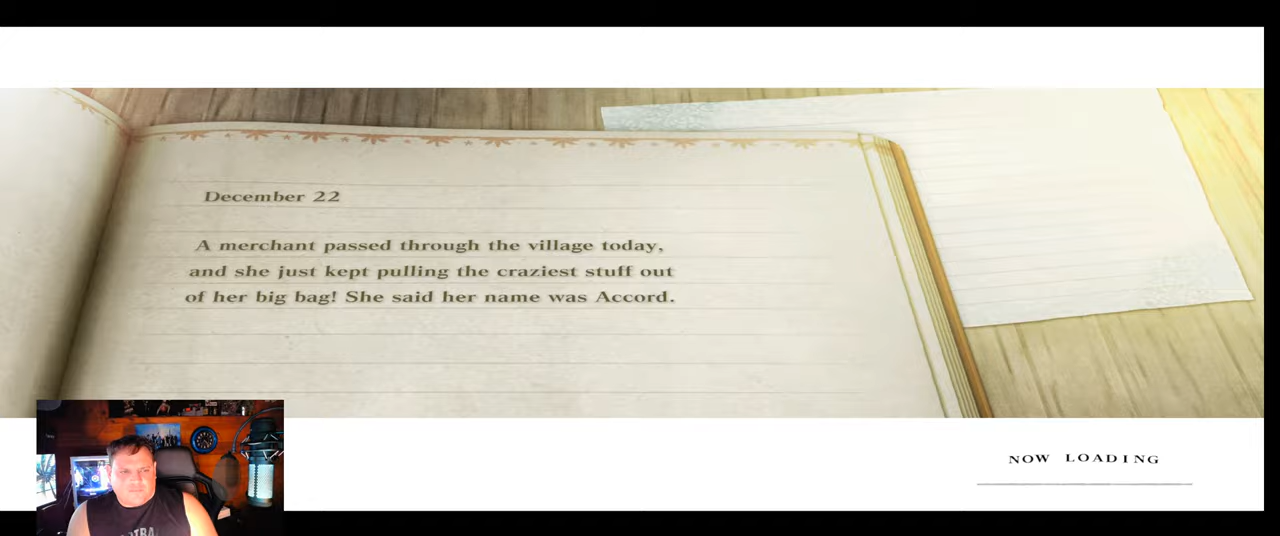 December 22
A merchant passed through the village today,
and she just kept pulling the craziest stuff out
of her big bag! She said her name was Accord.
NOW LOADING